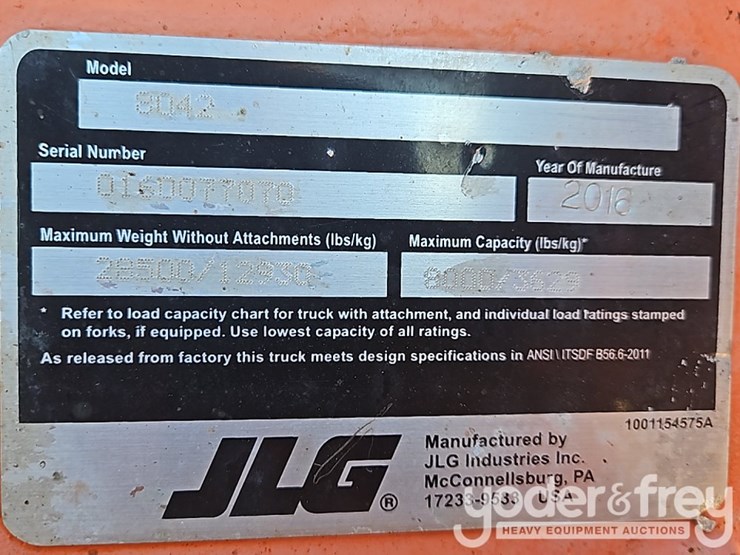 Model
8042
Serial Number
Year Of Manufacture
2016
Maximum Weight Without Attachments (lbs/kg)
Maximum Capacity (lbs/kg)*
28500/12930
8000/3629
* Refer to load capacity chart for truck with attachment, and individual load ratings stamped
on forks, if equipped. Use lowest capacity of all ratings.
As released from factory this truck meets design specifications in ANSI \ ITSDF B56.6-2011
1001154575A
JLG®
Manufactured by
JLG Industries Inc.
McConnellsburg, PA
17233-9533 USA
yoder&frey
HEAVY EQUIPMENT AUCTIONS